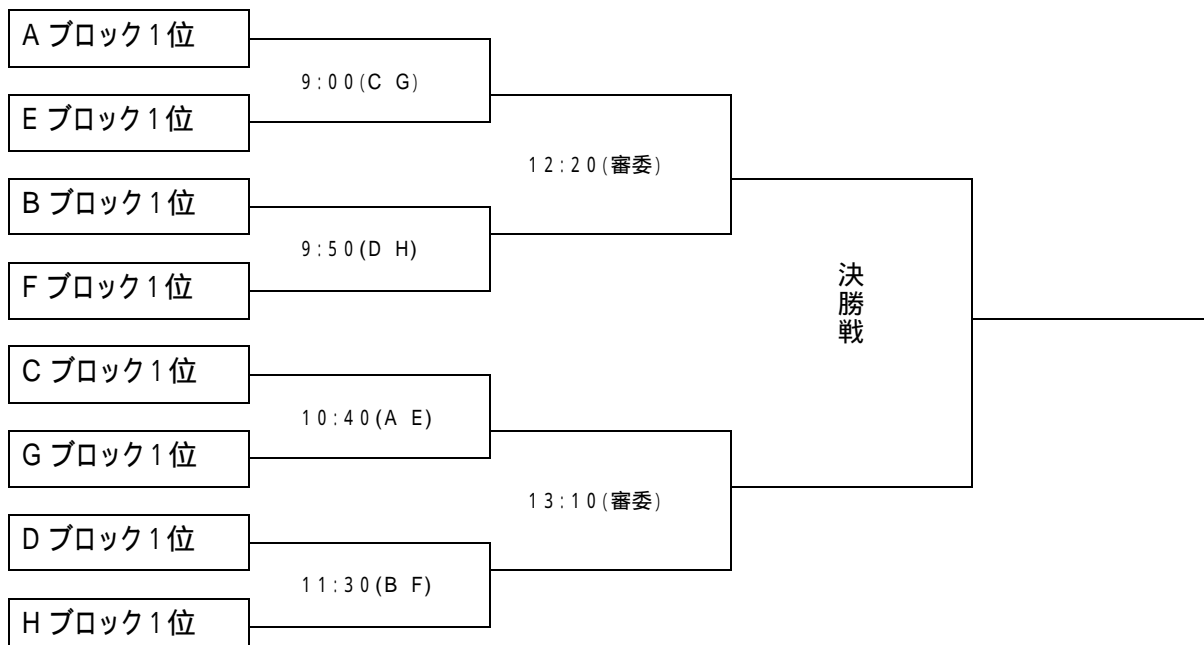 A ブロック1位
9:00(C G)
E ブロック1位
12:20(審委)
B ブロック1位
9:50(D H)
F ブロック1位
決勝戦
C ブロック1位
10:40(A E)
G ブロック1位
13:10(審委)
D ブロック1位
11:30(B F)
H ブロック1位